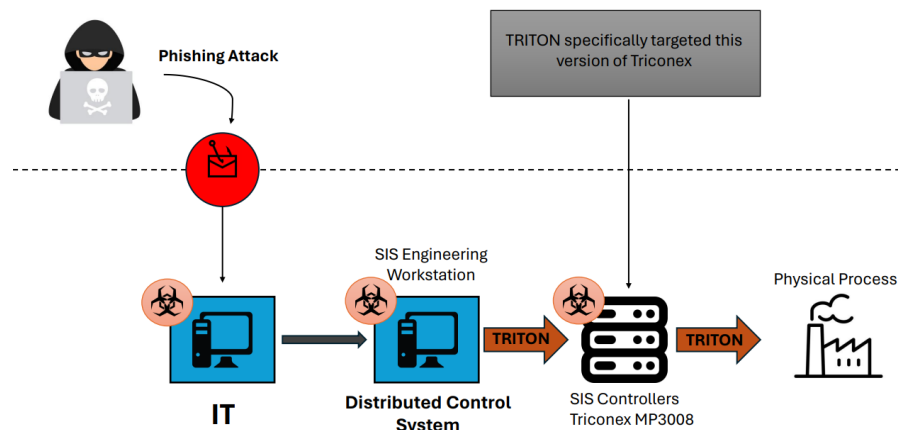 Phishing Attack
TRITON specifically targeted this
version of Triconex
SIS Engineering
Workstation
Physical Process
TRITON
TRITON
IT
Distributed Control
System
SIS Controllers
Triconex MP3008